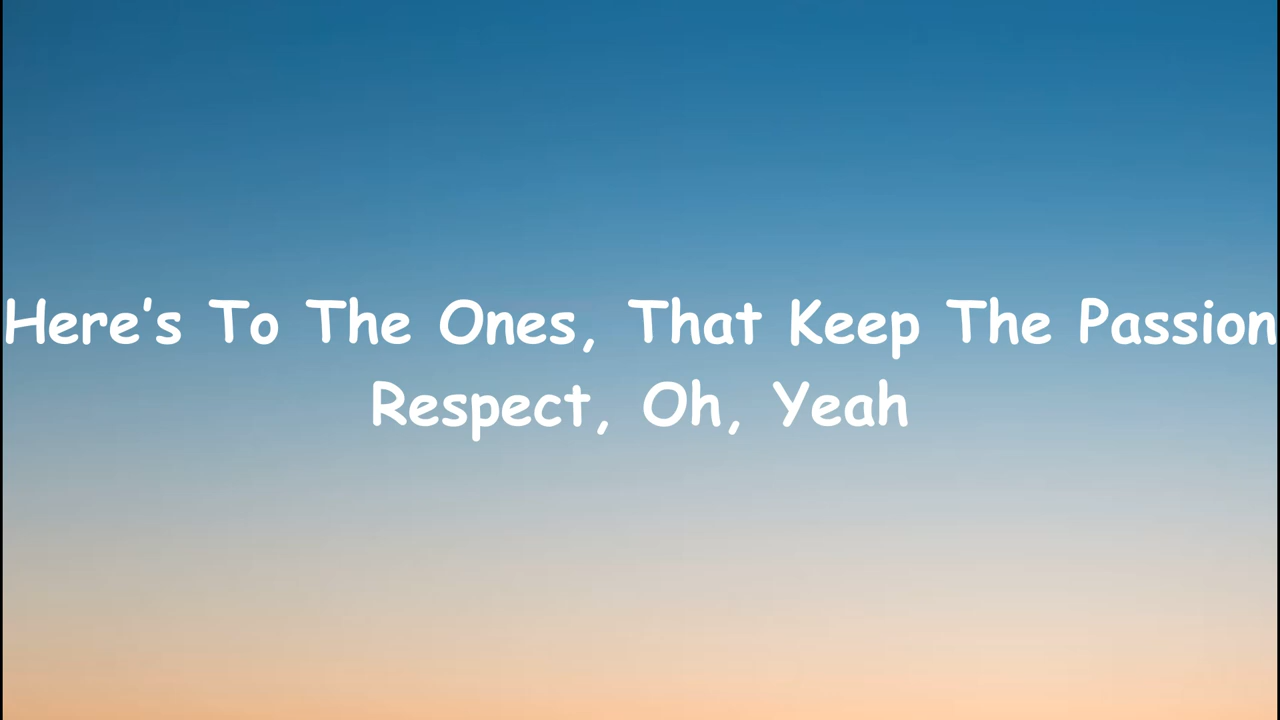 Here's To The Ones, That Keep The Passion
Respect, Oh, Yeah